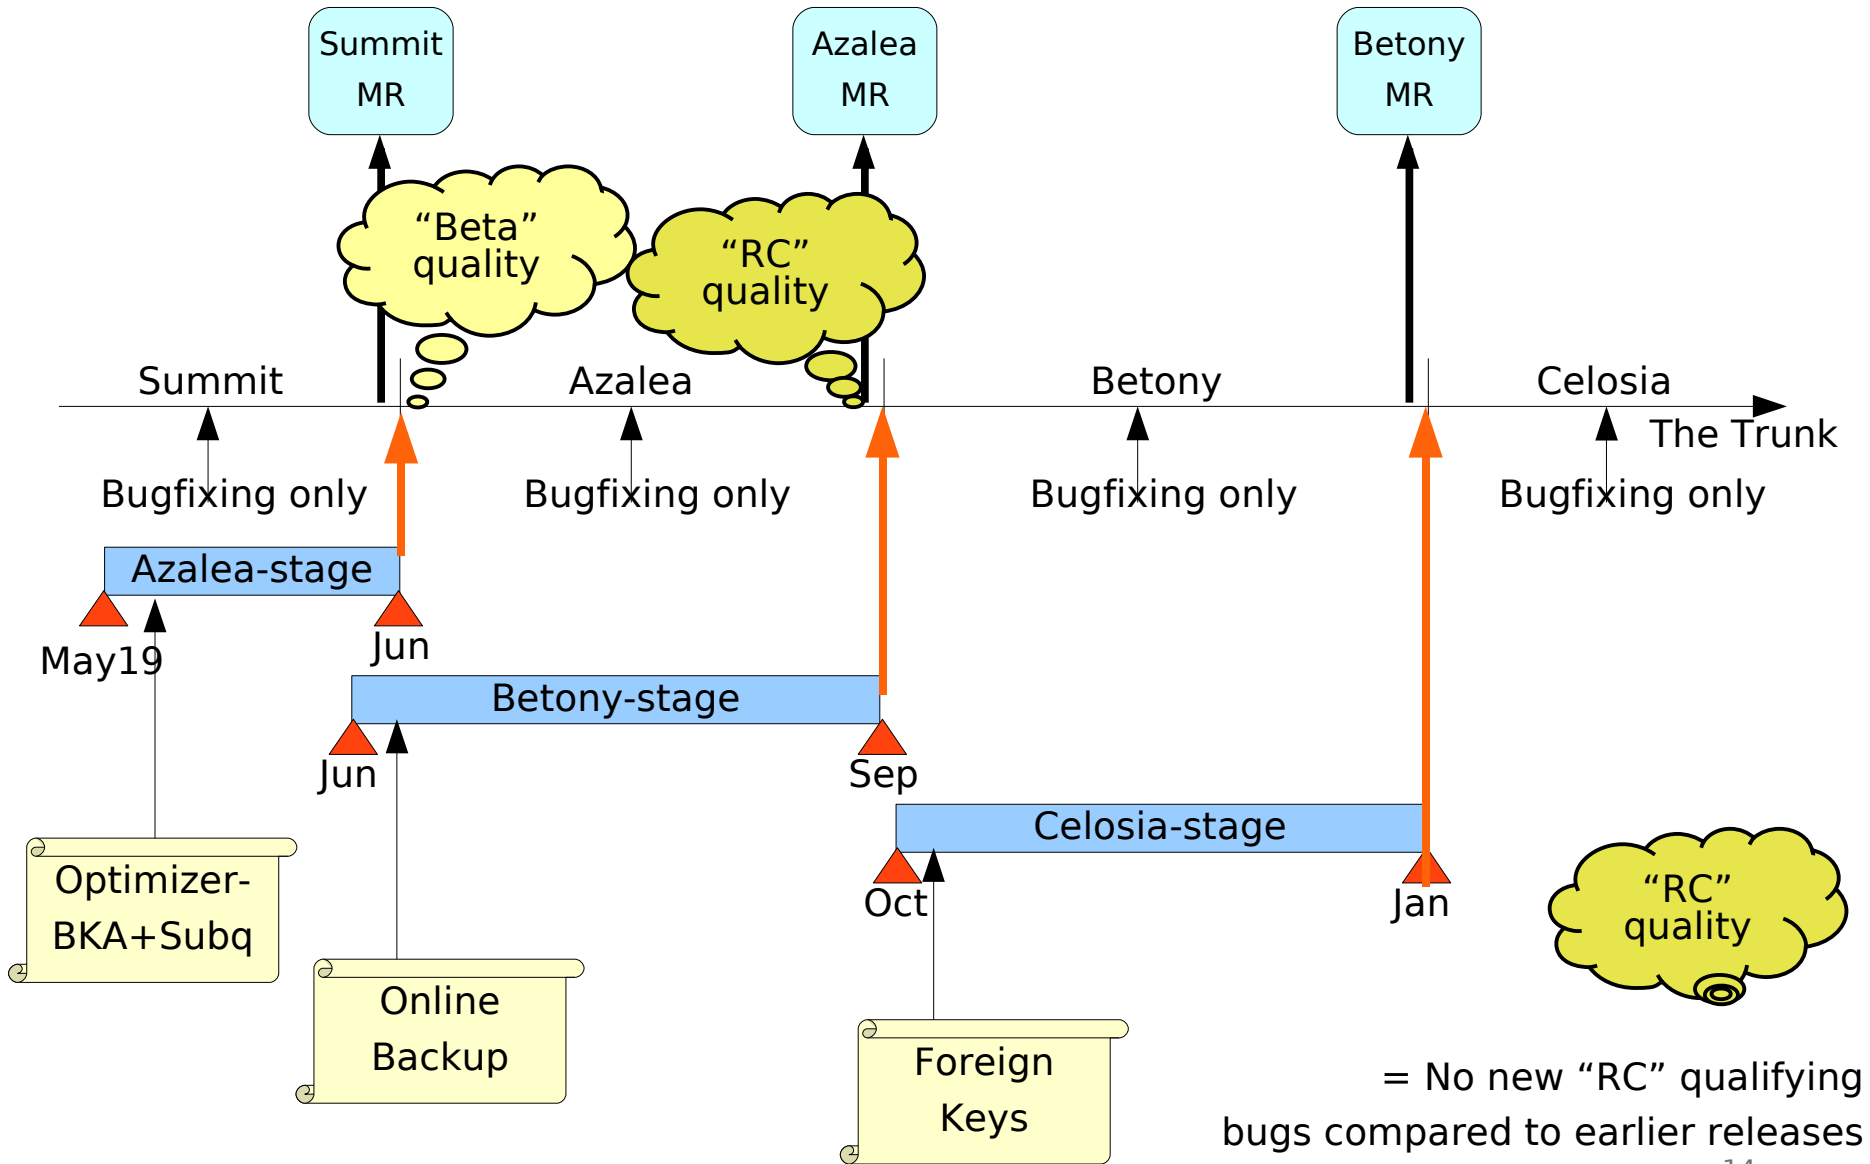 Summit
MR
Azalea
MR
Betony
MR
“Beta”
quality
“RC”
quality
Summit
Azalea
Betony
Celosia
The Trunk
Bugfixing only
Bugfixing only
Bugfixing only
Bugfixing only
Azalea-stage
May19
Jun
Betony-stage
Jun
Sep
Celosia-stage
Oct
Jan
Optimizer-
BKA+Subq
Online
Backup
Foreign
Keys
“RC”
quality
= No new “RC” qualifying
bugs compared to earlier releases